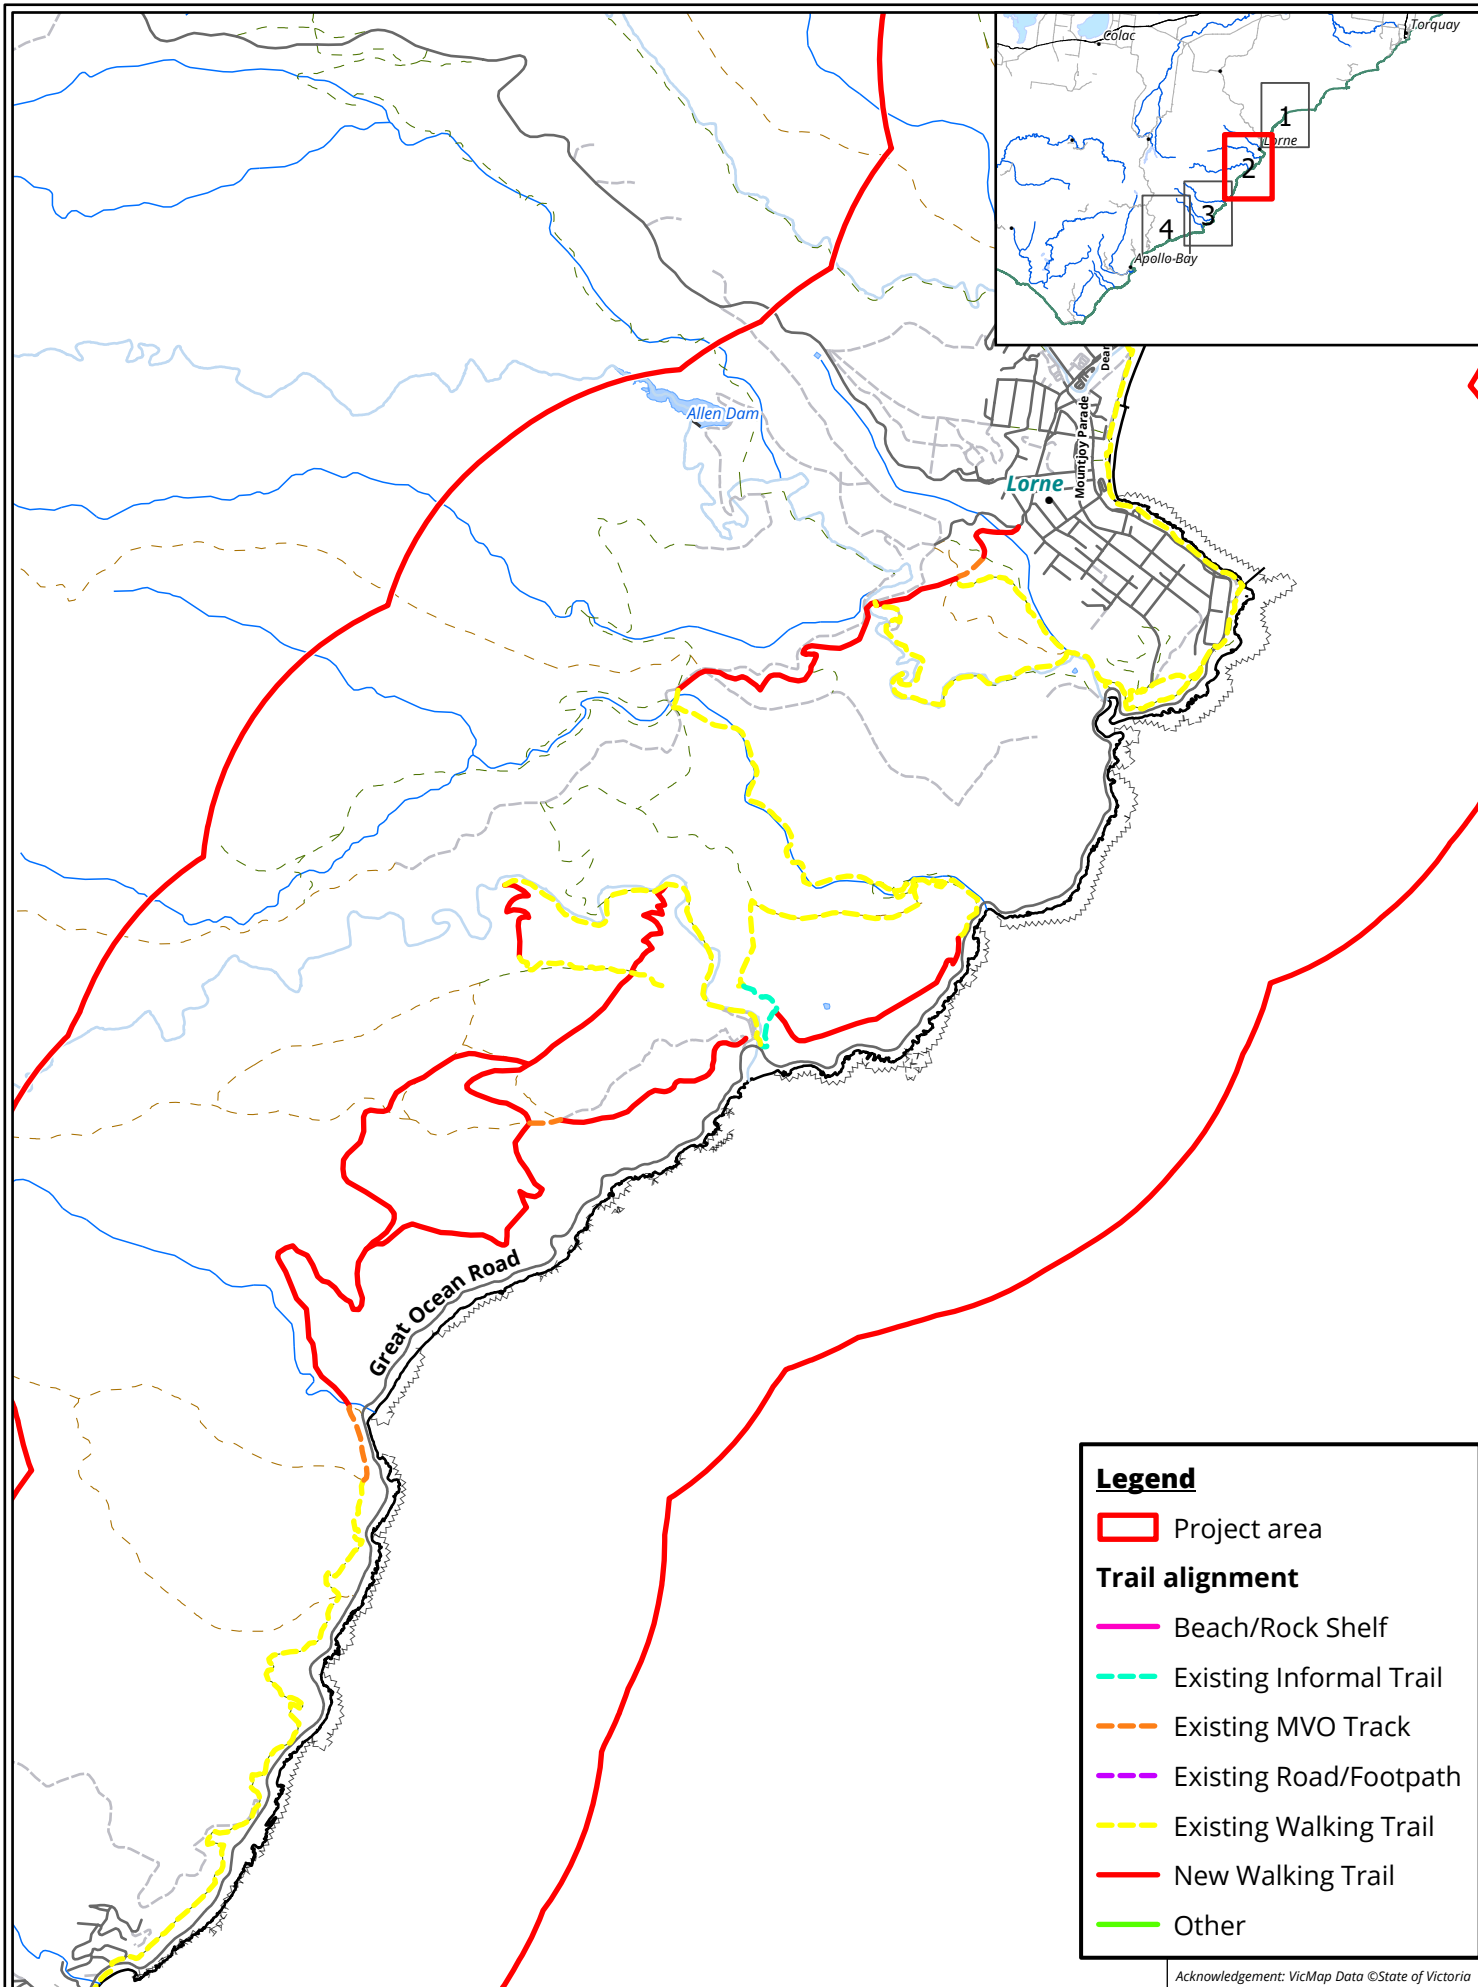 Torquay
Colac
1
Lorne
2
3
4
Apollo-Bay
Mountjoy Parade
Allen Dam
Lorne
Great Ocean Road
Legend
Project area
Trail alignment
Beach/Rock Shelf
Existing Informal Trail
Existing MVO Track
Existing Road/Footpath
Existing Walking Trail
New Walking Trail
Other
Acknowledgement: VicMap Data ©State of Victoria